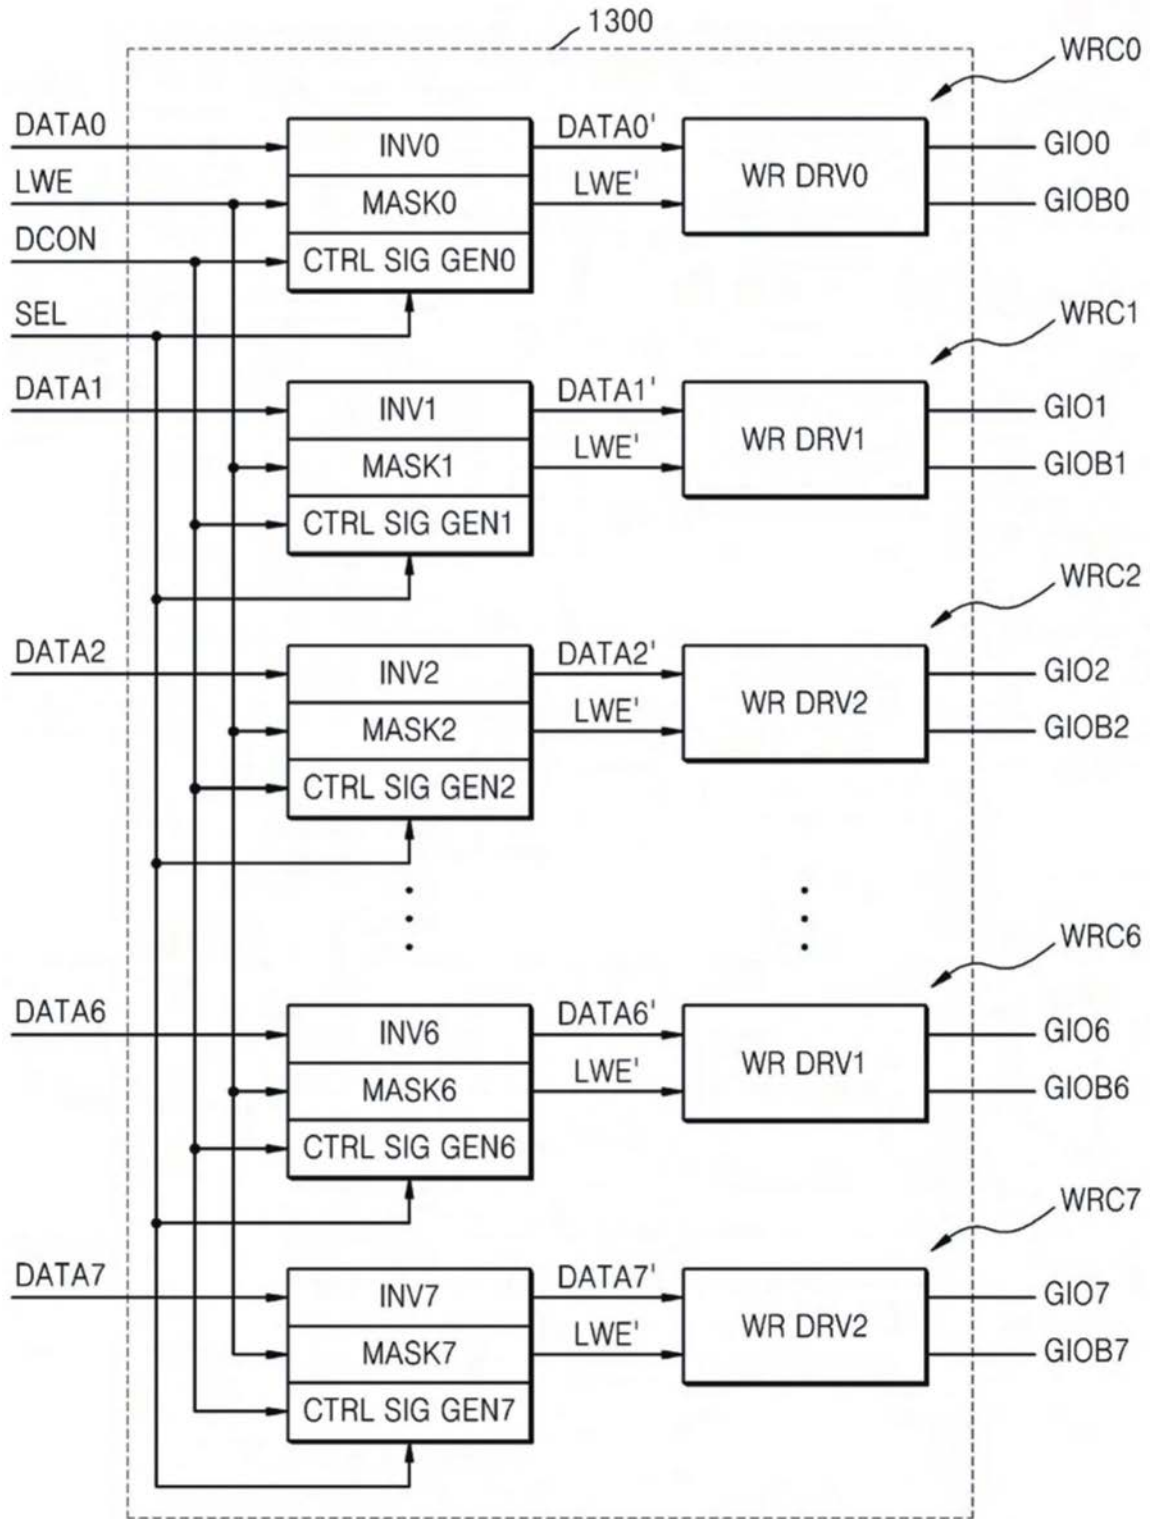 1300
WRC0
DATA0
INV0
DATA0'
WR DRV0
GIO0
LWE
MASK0
LWE'
GIOB0
DCON
CTRL SIG GEN0
SEL
WRC1
DATA1
INV1
DATA1'
WR DRV1
GIO1
MASK1
LWE'
GIOB1
CTRL SIG GEN1
WRC2
DATA2
INV2
DATA2'
WR DRV2
GIO2
MASK2
LWE'
GIOB2
CTRL SIG GEN2
WRC6
DATA6
INV6
DATA6'
WR DRV1
GIO6
MASK6
LWE'
GIOB6
CTRL SIG GEN6
WRC7
DATA7
INV7
DATA7'
WR DRV2
GIO7
MASK7
LWE'
GIOB7
CTRL SIG GEN7